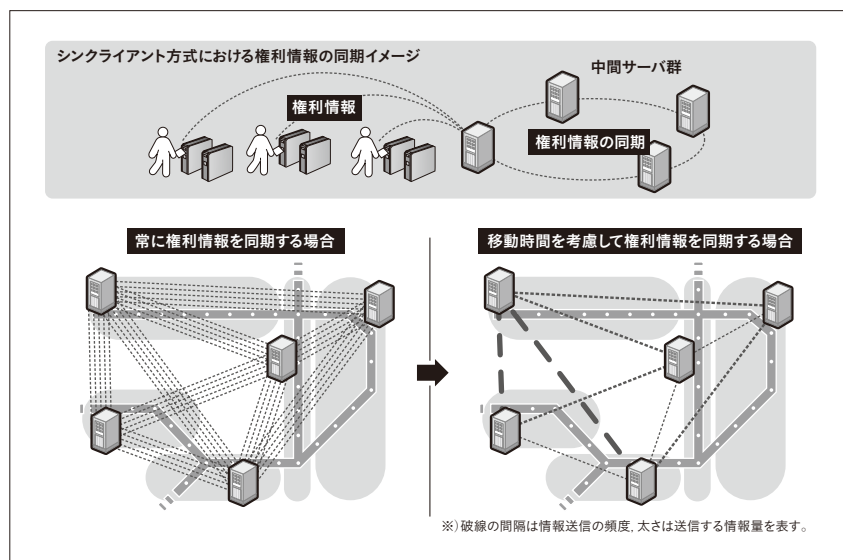 シンクライアント方式における権利情報の同期イメージ
中間サーバ群
権利情報
権利情報の同期
常に権利情報を同期する場合
移動時間を考慮して権利情報を同期する場合
※）破線の間隔は情報送信の頻度, 太さは送信する情報量を表す。